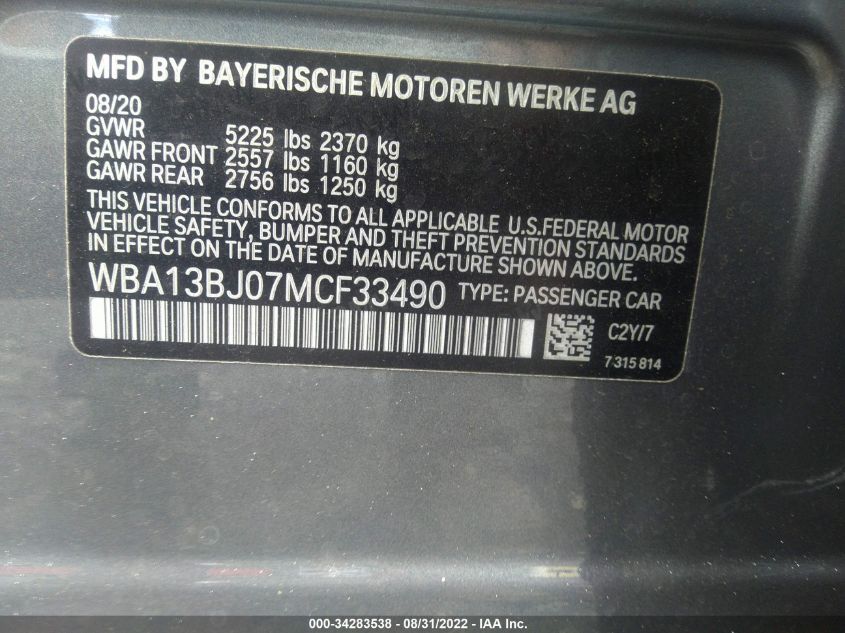 MFD BY BAYERISCHE MOTOREN WERKE AG
08/20
GVWR 5225 lbs 2370 kg
GAWR FRONT 2557 lbs 1160 kg
GAWR REAR 2756 lbs 1250 kg
THIS VEHICLE CONFORMS TO ALL APPLICABLE U.S.FEDERAL MOTOR
VEHICLE SAFETY, BUMPER AND THEFT PREVENTION STANDARDS
IN EFFECT ON THE DATE OF MANUFACTURE SHOWN ABOVE.
WBA13BJ07MCF33490 TYPE: PASSENGER CAR
C2Y/7
7315814
000-34283538 - 08/31/2022 - IAA Inc.